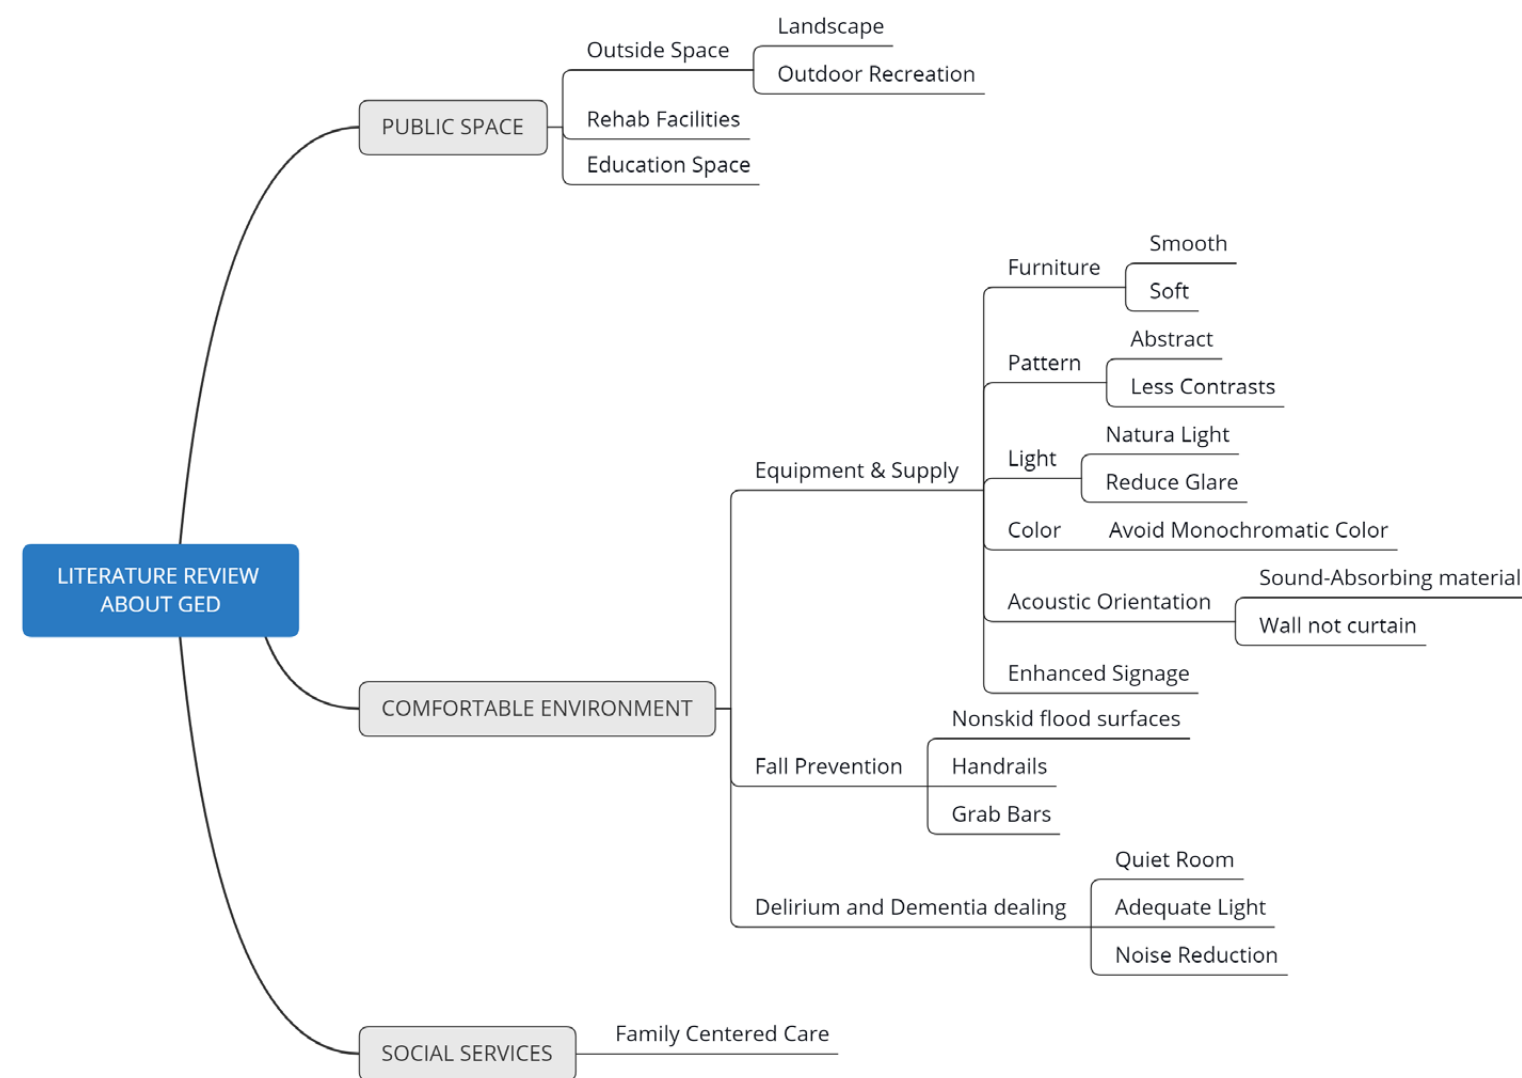 LITERATURE REVIEW
ABOUT GED
PUBLIC SPACE
Outside Space
Landscape
Outdoor Recreation
Rehab Facilities
Education Space
COMFORTABLE ENVIRONMENT
Equipment & Supply
Furniture
Smooth
Soft
Pattern
Abstract
Less Contrasts
Light
Natura Light
Reduce Glare
Color
Avoid Monochromatic Color
Acoustic Orientation
Sound-Absorbing material
Wall not curtain
Enhanced Signage
Fall Prevention
Nonskid flood surfaces
Handrails
Grab Bars
Delirium and Dementia dealing
Quiet Room
Adequate Light
Noise Reduction
SOCIAL SERVICES
Family Centered Care